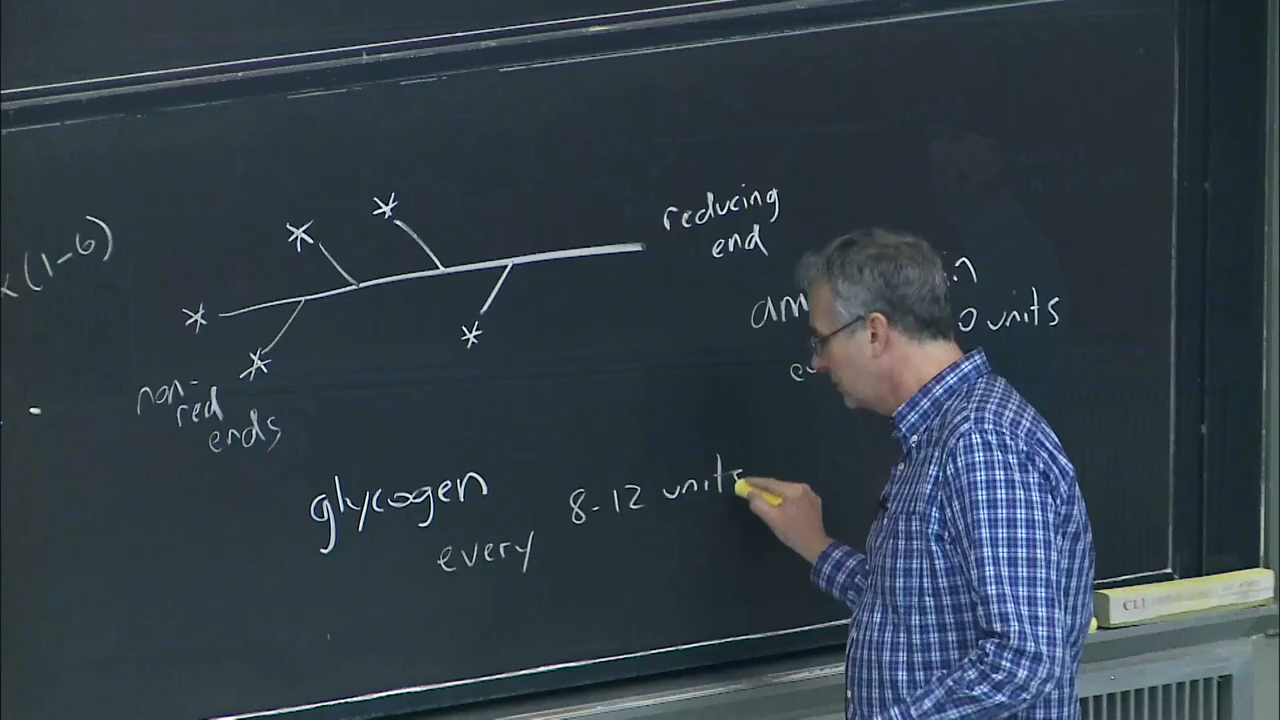 (1-6)
reducing
end
non-
red
ends
units
glycogen
every 8-12 units